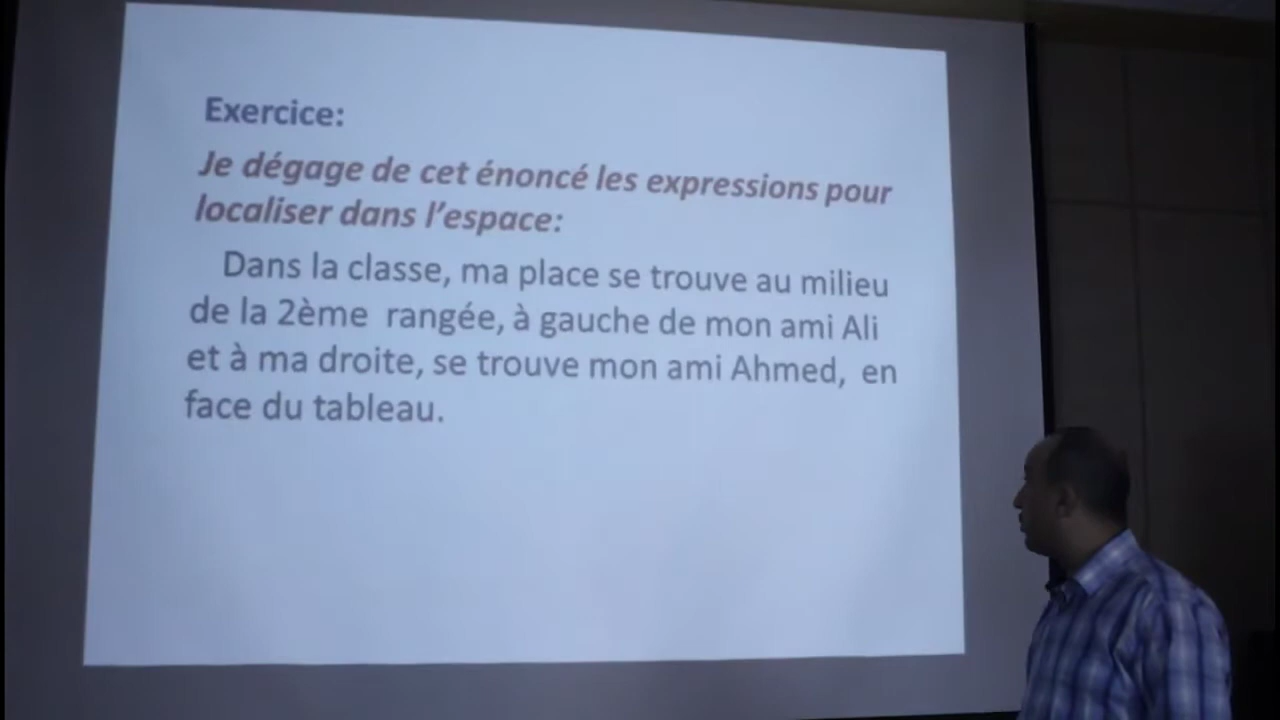 Exercice:
Je dégage de cet énoncé les expressions pour
localiser dans l'espace:
Dans la classe, ma place se trouve au milieu
de la 2ème rangée, à gauche de mon ami Ali
et à ma droite, se trouve mon ami Ahmed, en
face du tableau.